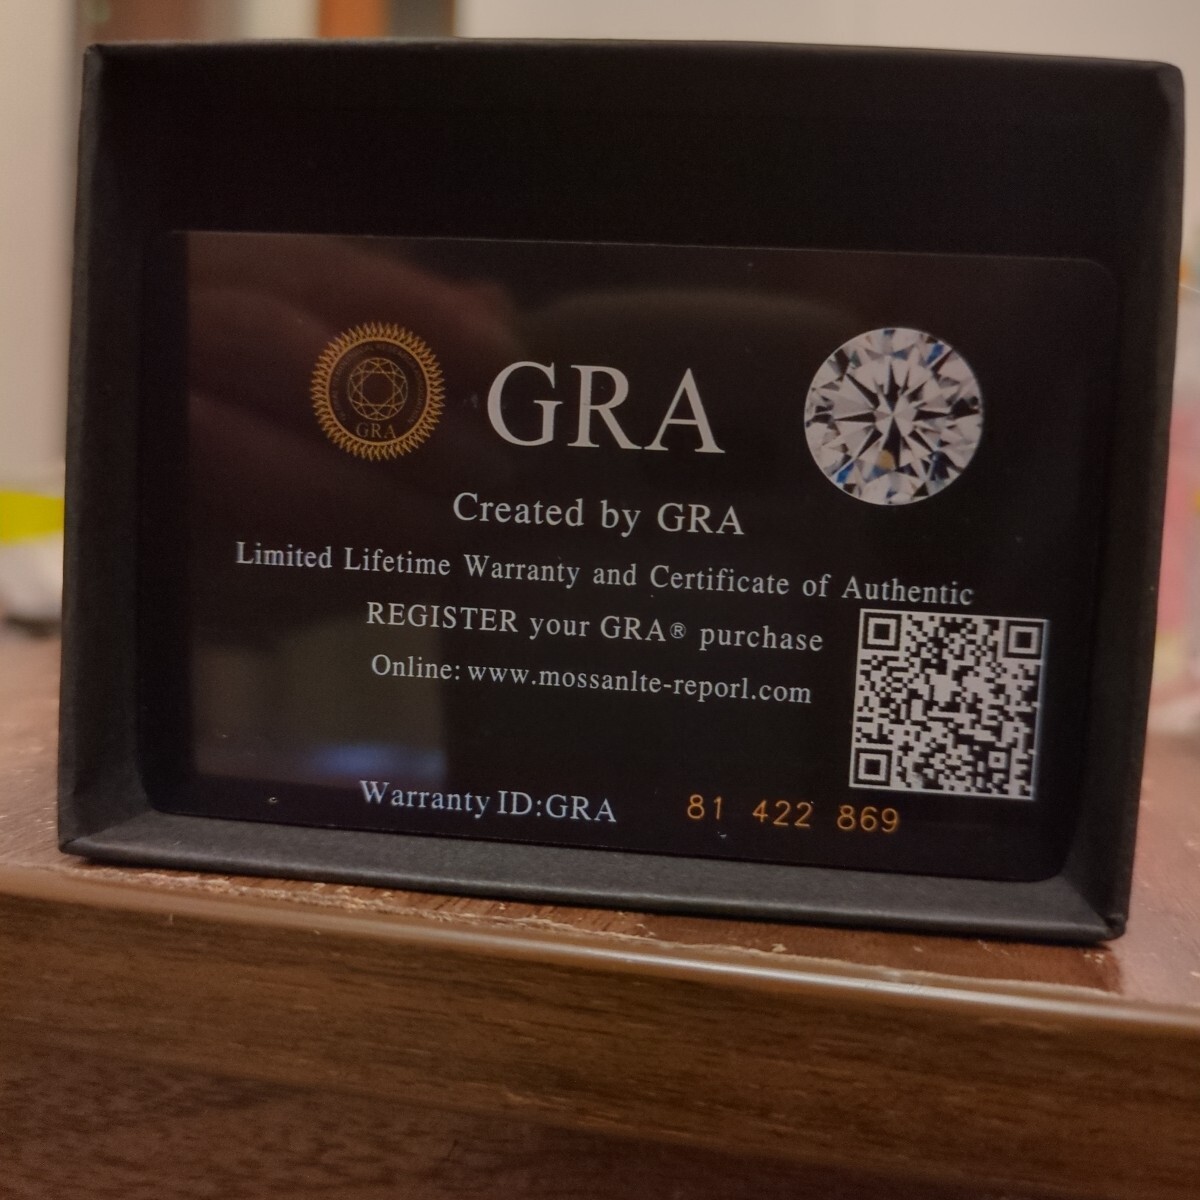 GRA
GRA
Created by GRA
Limited Lifetime Warranty and Certificate of Authentic
REGISTER your GRA® purchase
Online: www.mossanlte-reporl.com
Warranty ID:GRA 81 422 869